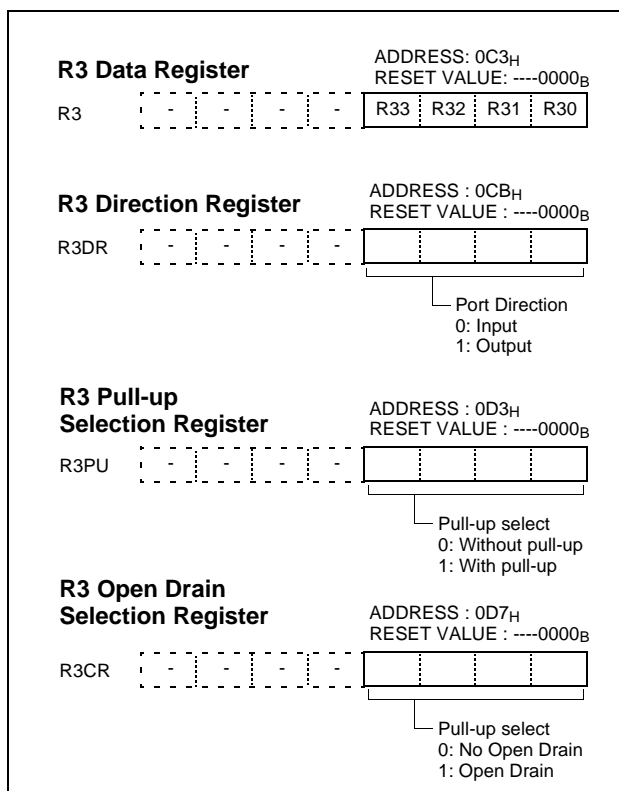 R3 Data Register
ADDRESS: 0C3H
RESET VALUE: ----0000B
R3 - - - - R33 R32 R31 R30
R3 Direction Register
ADDRESS : 0CBH
RESET VALUE : ----0000B
R3DR - - - -
Port Direction
0: Input
1: Output
R3 Pull-up
Selection Register
ADDRESS : 0D3H
RESET VALUE : ----0000B
R3PU - - - -
Pull-up select
0: Without pull-up
1: With pull-up
R3 Open Drain
Selection Register
ADDRESS : 0D7H
RESET VALUE : ----0000B
R3CR - - - -
Pull-up select
0: No Open Drain
1: Open Drain